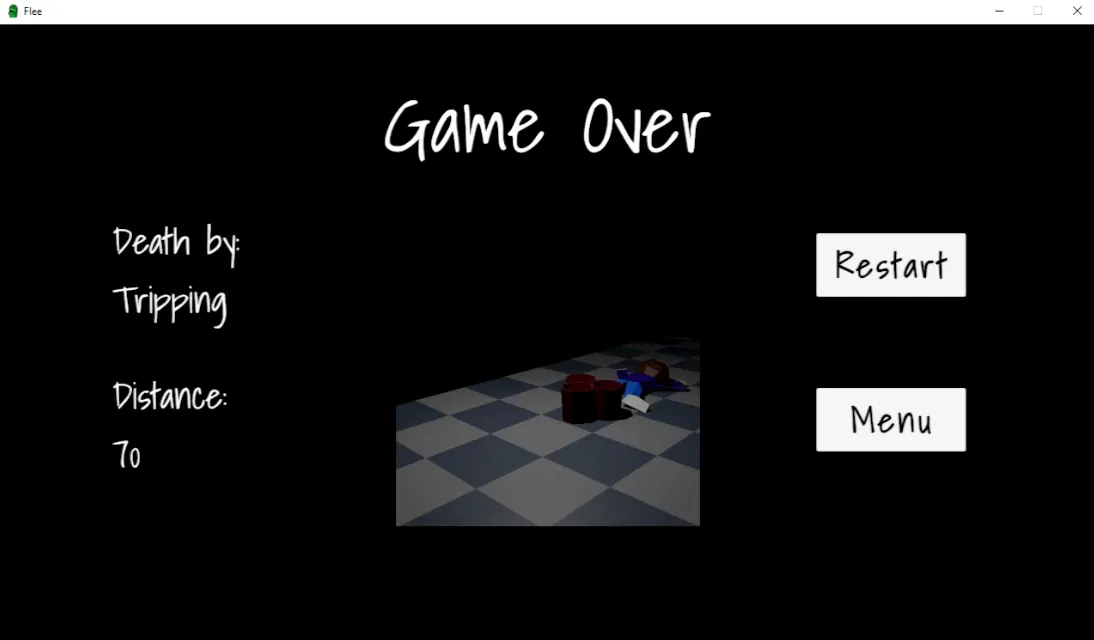 Flee
Game Over
Death by:
Tripping
Distance:
70
Restart
Menu